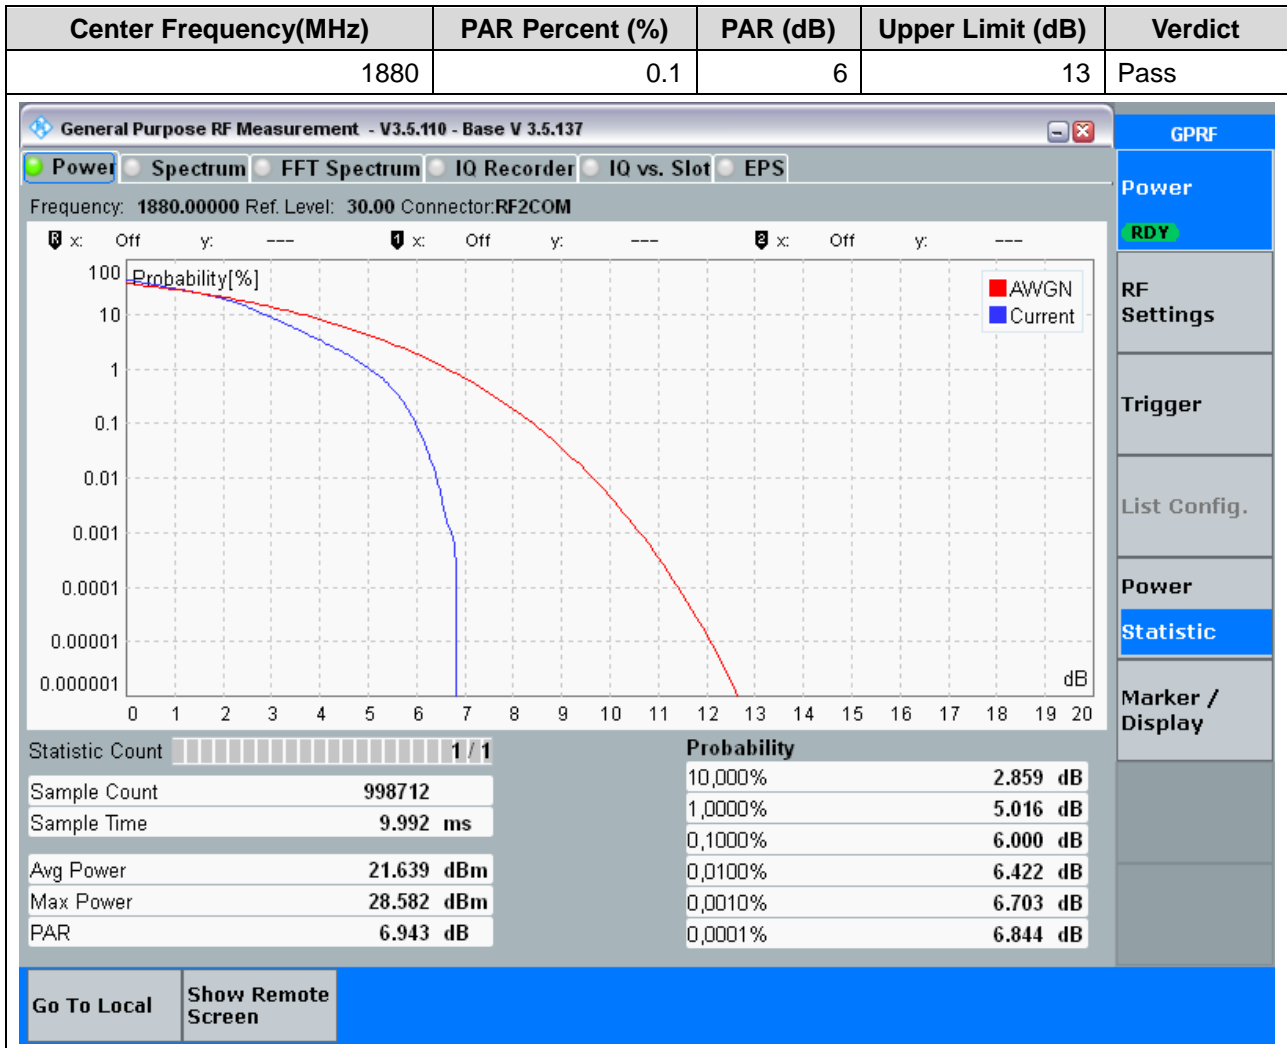 Center Frequency(MHz) PAR Percent (%) PAR (dB) Upper Limit (dB) Verdict
1880 0.1 6 13 Pass
General Purpose RF Measurement - V3.5.110 - Base V 3.5.137
GPRF
Power Spectrum FFT Spectrum IQ Recorder IQ vs. Slot EPS
Power
RDY
Frequency: 1880.00000 Ref. Level: 30.00 Connector:RF2COM
R x: Off y: --- 1 x: Off y: --- 2 x: Off y: ---
Probability[%]
AWGN
Current
100
10
1
0.1
0.01
0.001
0.0001
0.00001
0.000001
dB
0 1 2 3 4 5 6 7 8 9 10 11 12 13 14 15 16 17 18 19 20
RF
Settings
Trigger
List Config.
Power
Statistic
Marker /
Display
Statistic Count 1 / 1
Sample Count 998712
Sample Time 9.992 ms
Avg Power 21.639 dBm
Max Power 28.582 dBm
PAR 6.943 dB
Probability
10,000% 2.859 dB
1,0000% 5.016 dB
0,1000% 6.000 dB
0,0100% 6.422 dB
0,0010% 6.703 dB
0,0001% 6.844 dB
Go To Local
Show Remote
Screen